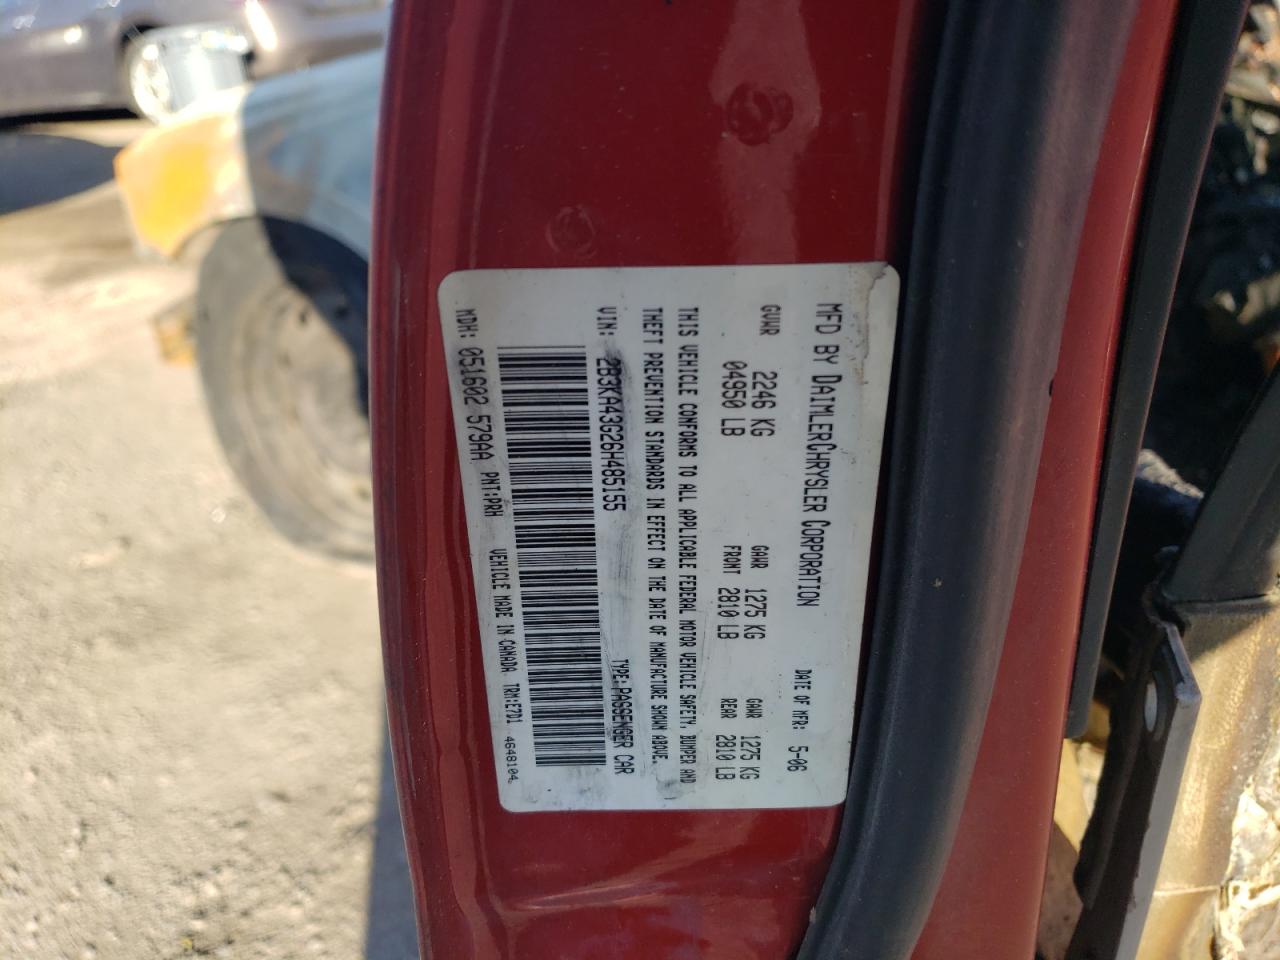 MFD BY DAIMLERCHRYSLER CORPORATION DATE OF MFR: 5-06
GVWR 2246 KG GAWR 1275 KG GAWR 1275 KG
04950 LB FRONT 2810 LB REAR 2810 LB
THIS VEHICLE CONFORMS TO ALL APPLICABLE FEDERAL MOTOR VEHICLE SAFETY, BUMPER AND
THEFT PREVENTION STANDARDS IN EFFECT ON THE DATE OF MANUFACTURE SHOWN ABOVE.
VIN: 2B3KA43G26H485155 TYPE: PASSENGER CAR
MDH: 051602 579AA PNT:PRH VEHICLE MADE IN CANADA TRM:E7D1 4648104